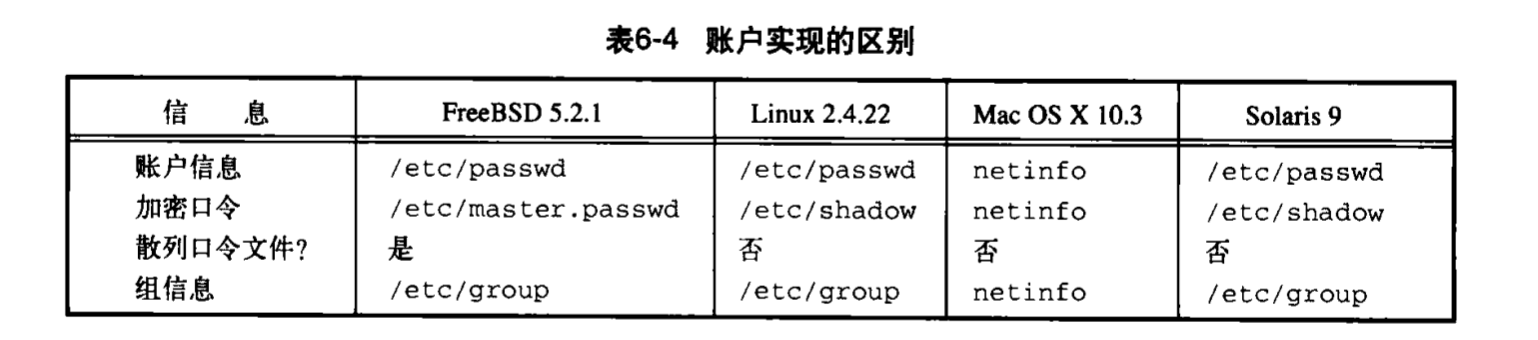 表6-4 账户实现的区别
信 息 FreeBSD 5.2.1 Linux 2.4.22 Mac OS X 10.3 Solaris 9
账户信息 /etc/passwd /etc/passwd netinfo /etc/passwd
加密口令 /etc/master.passwd /etc/shadow netinfo /etc/shadow
散列口令文件? 是 否 否 否
组信息 /etc/group /etc/group netinfo /etc/group